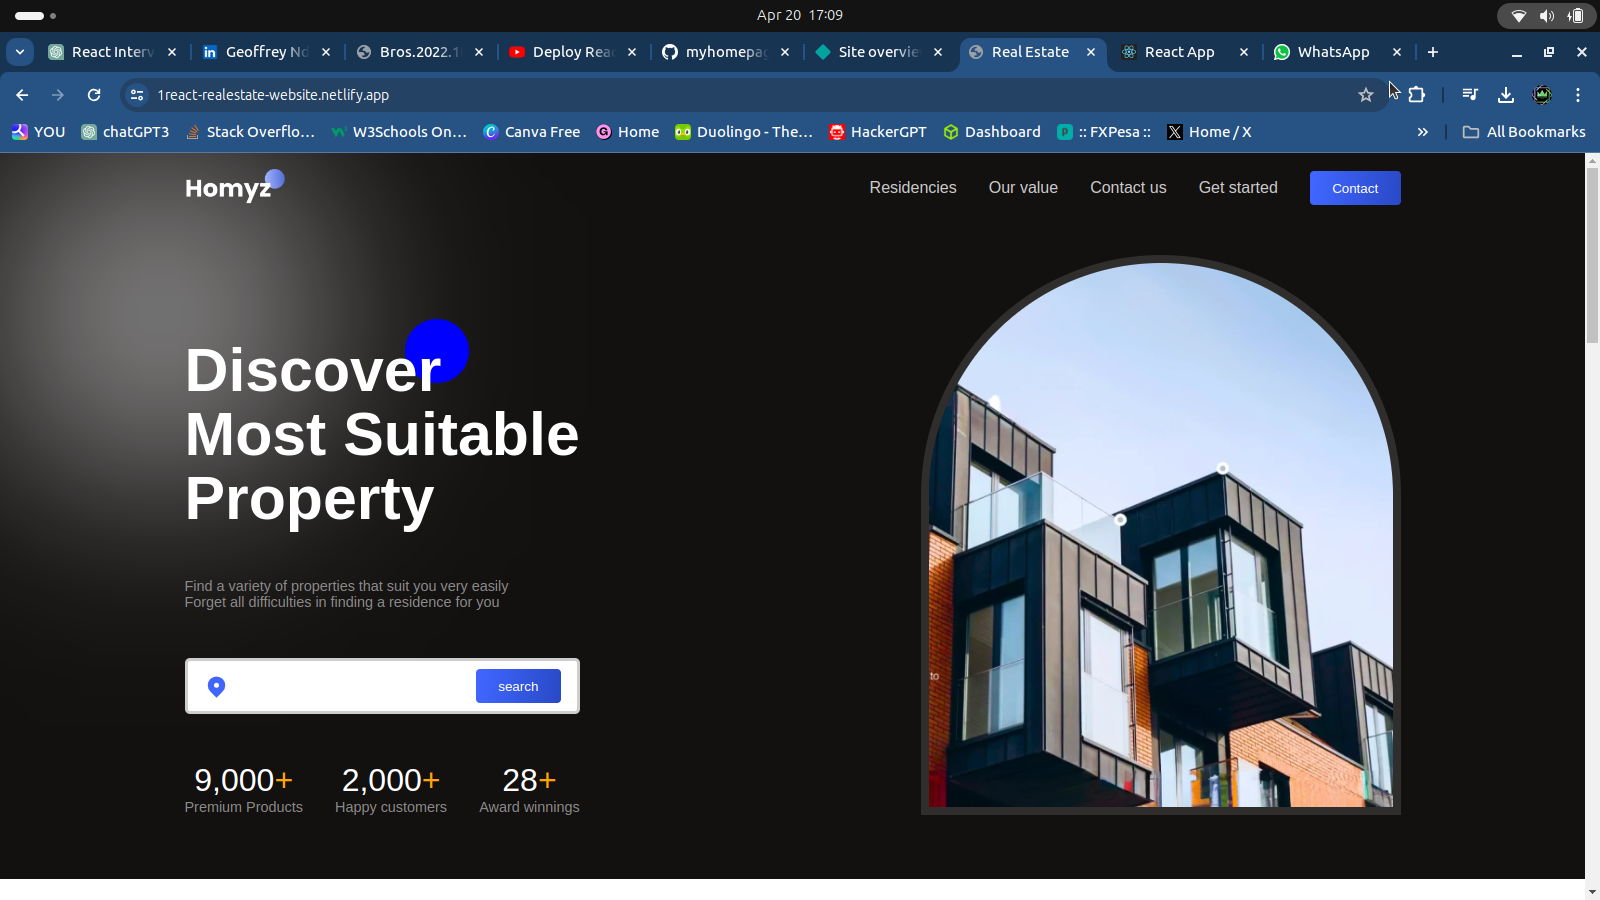 Apr 20 17:09
React Interv
Geoffrey Nd
Bros.2022.1
Deploy Reac
myhomepag
Site overvie
Real Estate
React App
WhatsApp
1react-realestate-website.netlify.app
YOU
chatGPT3
Stack Overflo...
W3Schools On...
Canva Free
Home
Duolingo - The...
HackerGPT
Dashboard
:: FXPesa ::
Home / X
All Bookmarks
Homyz
Residencies
Our value
Contact us
Get started
Contact
Discover
Most Suitable
Property
Find a variety of properties that suit you very easily
Forget all difficulties in finding a residence for you
search
9,000+
2,000+
28+
Premium Products
Happy customers
Award winnings
to